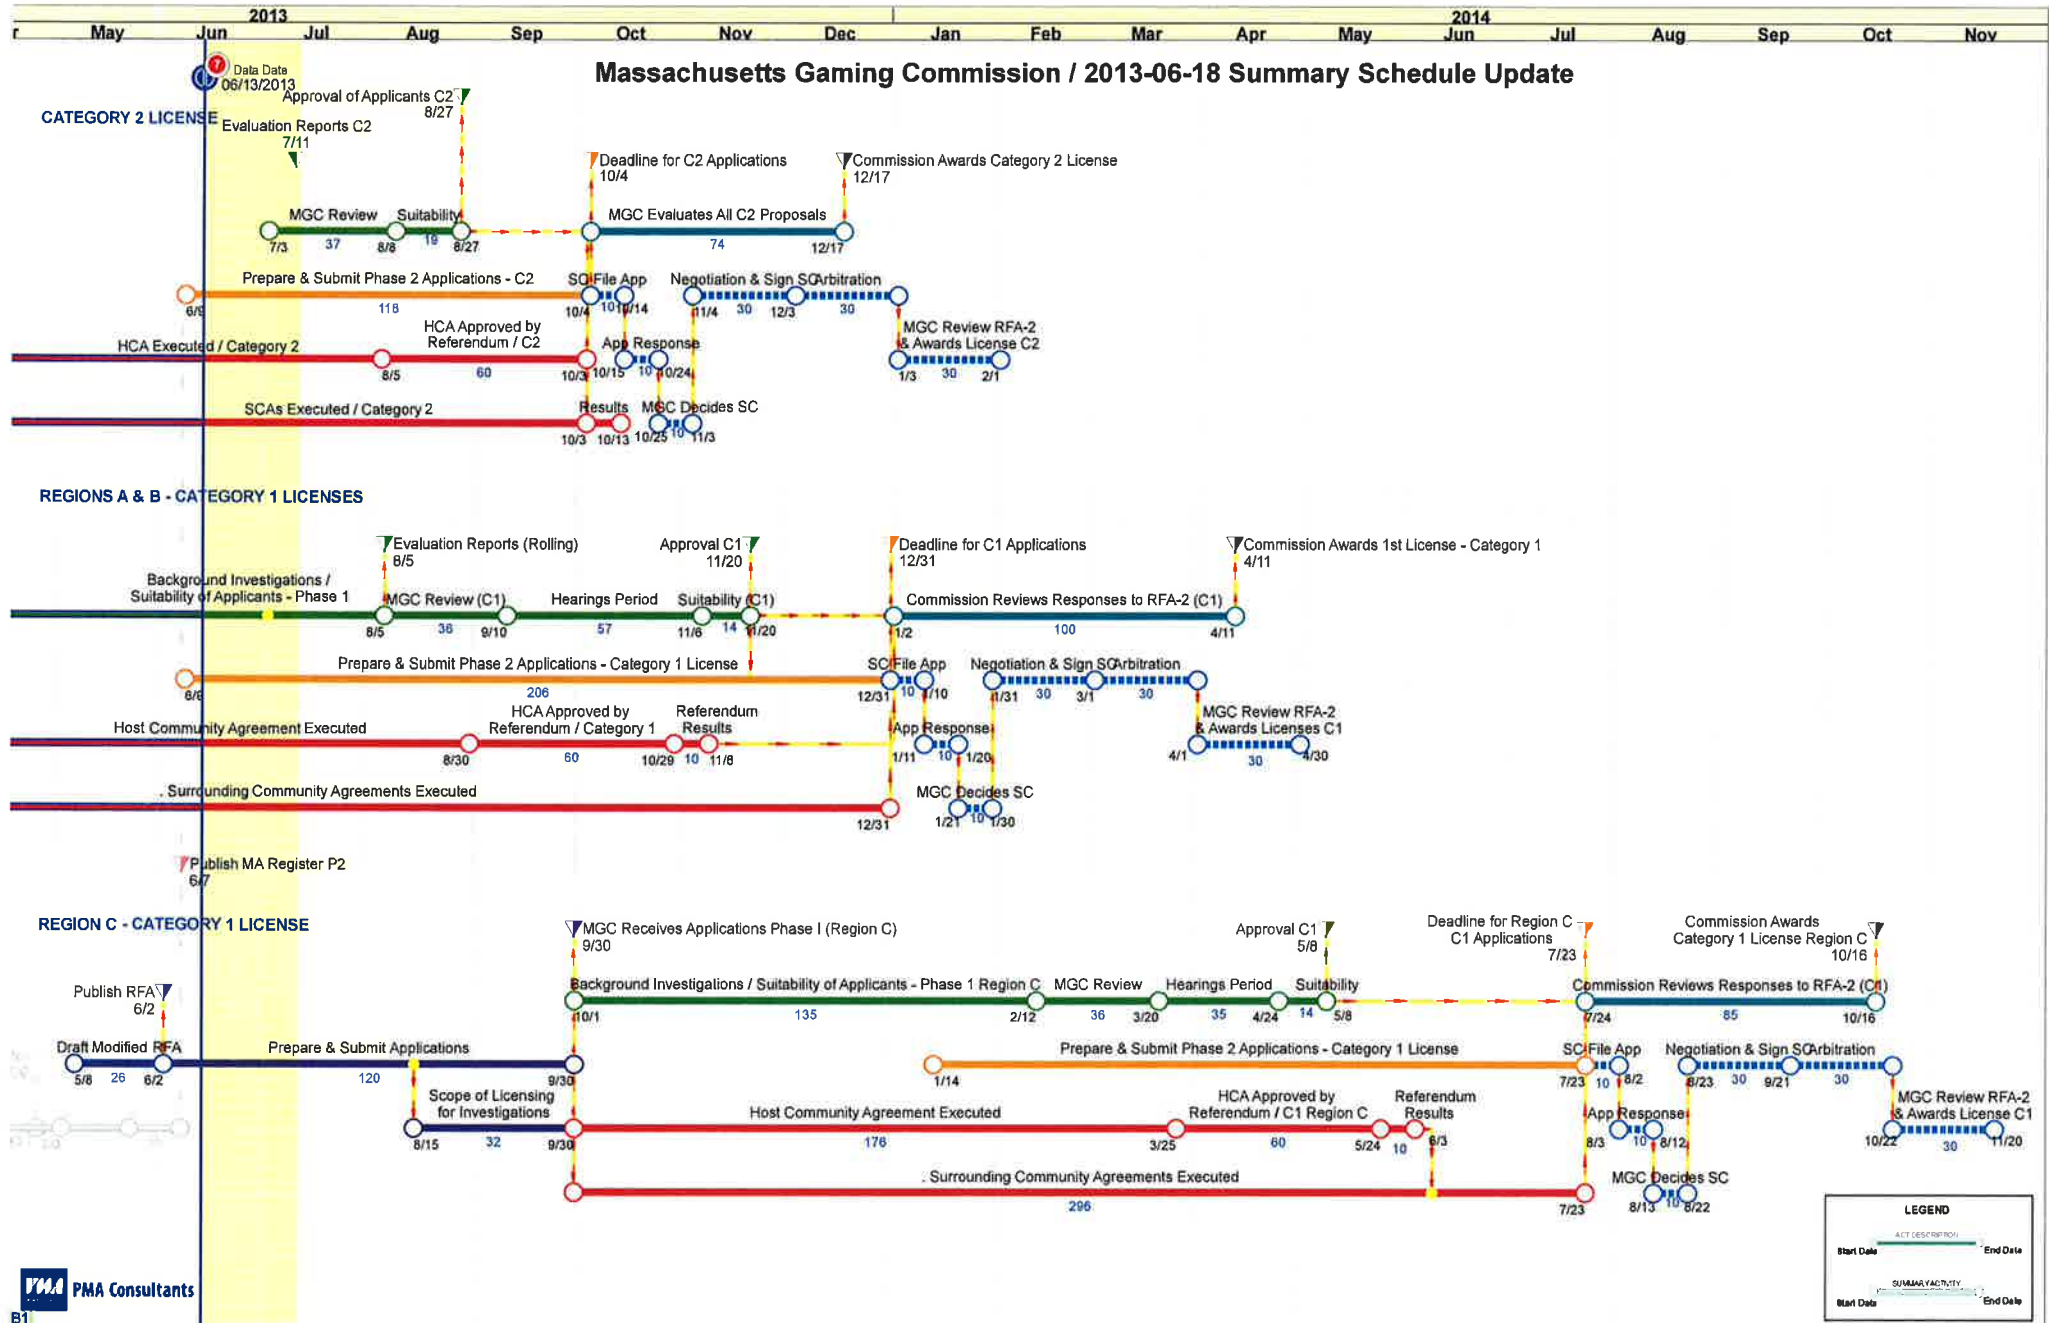 2013
2014
r May Jun Jul Aug Sep Oct Nov Dec Jan Feb Mar Apr May Jun Jul Aug Sep Oct Nov
Massachusetts Gaming Commission / 2013-06-18 Summary Schedule Update
Data Date
06/13/2013
Approval of Applicants C2
8/27
CATEGORY 2 LICENSE
Evaluation Reports C2
7/11
Deadline for C2 Applications
10/4
Commission Awards Category 2 License
12/17
MGC Review Suitability MGC Evaluates All C2 Proposals
7/3 37 8/8 19 8/27 74 12/17
Prepare & Submit Phase 2 Applications - C2 SC File App Negotiation & Sign SC Arbitration
6/9 118 10/4 10 10/14 11/4 30 12/3 30
HCA Executed / Category 2
HCA Approved by
Referendum / C2
App Response
MGC Review RFA-2
& Awards License C2
8/5 60 10/3 10/15 10 10/24 1/3 30 2/1
SCAs Executed / Category 2 Results MGC Decides SC
10/3 10/13 10/25 10 11/3
REGIONS A & B - CATEGORY 1 LICENSES
Evaluation Reports (Rolling)
8/5
Approval C1
11/20
Deadline for C1 Applications
12/31
Commission Awards 1st License - Category 1
4/11
Background Investigations /
Suitability of Applicants - Phase 1
MGC Review (C1) Hearings Period Suitability (C1) Commission Reviews Responses to RFA-2 (C1)
8/5 36 9/10 57 11/6 14 11/20 1/2 100 4/11
Prepare & Submit Phase 2 Applications - Category 1 License SC File App Negotiation & Sign SC Arbitration
6/9 206 12/31 10 1/10 1/31 30 3/1 30
Host Community Agreement Executed
HCA Approved by
Referendum / Category 1
Referendum
Results
App Response
MGC Review RFA-2
& Awards Licenses C1
8/30 60 10/29 10 11/8 1/11 10 1/20 4/1 30 4/30
. Surrounding Community Agreements Executed MGC Decides SC
12/31 1/21 10 1/30
Publish MA Register P2
6/7
REGION C - CATEGORY 1 LICENSE
MGC Receives Applications Phase I (Region C)
9/30
Approval C1
5/8
Deadline for Region C
C1 Applications
7/23
Commission Awards
Category 1 License Region C
10/16
Publish RFA
6/2
Background Investigations / Suitability of Applicants - Phase 1 Region C MGC Review Hearings Period Suitability Commission Reviews Responses to RFA-2 (C1)
10/1 135 2/12 36 3/20 35 4/24 14 5/8 7/24 85 10/16
Draft Modified RFA Prepare & Submit Applications Prepare & Submit Phase 2 Applications - Category 1 License SC File App Negotiation & Sign SC Arbitration
5/8 26 6/2 120 9/30 1/14 7/23 10 8/2 8/23 30 9/21 30
Scope of Licensing
for Investigations
Host Community Agreement Executed
HCA Approved by
Referendum / C1 Region C
Referendum
Results
App Response
MGC Review RFA-2
& Awards License C1
8/15 32 9/30 176 3/25 60 5/24 10 6/3 8/3 10 8/12 10/22 30 11/20
. Surrounding Community Agreements Executed MGC Decides SC
296 7/23 8/13 10 8/22
LEGEND
ACT DESCRIPTION
Start Date End Date
SUMMARY ACTIVITY
Start Date End Date
PMA PMA Consultants
B1